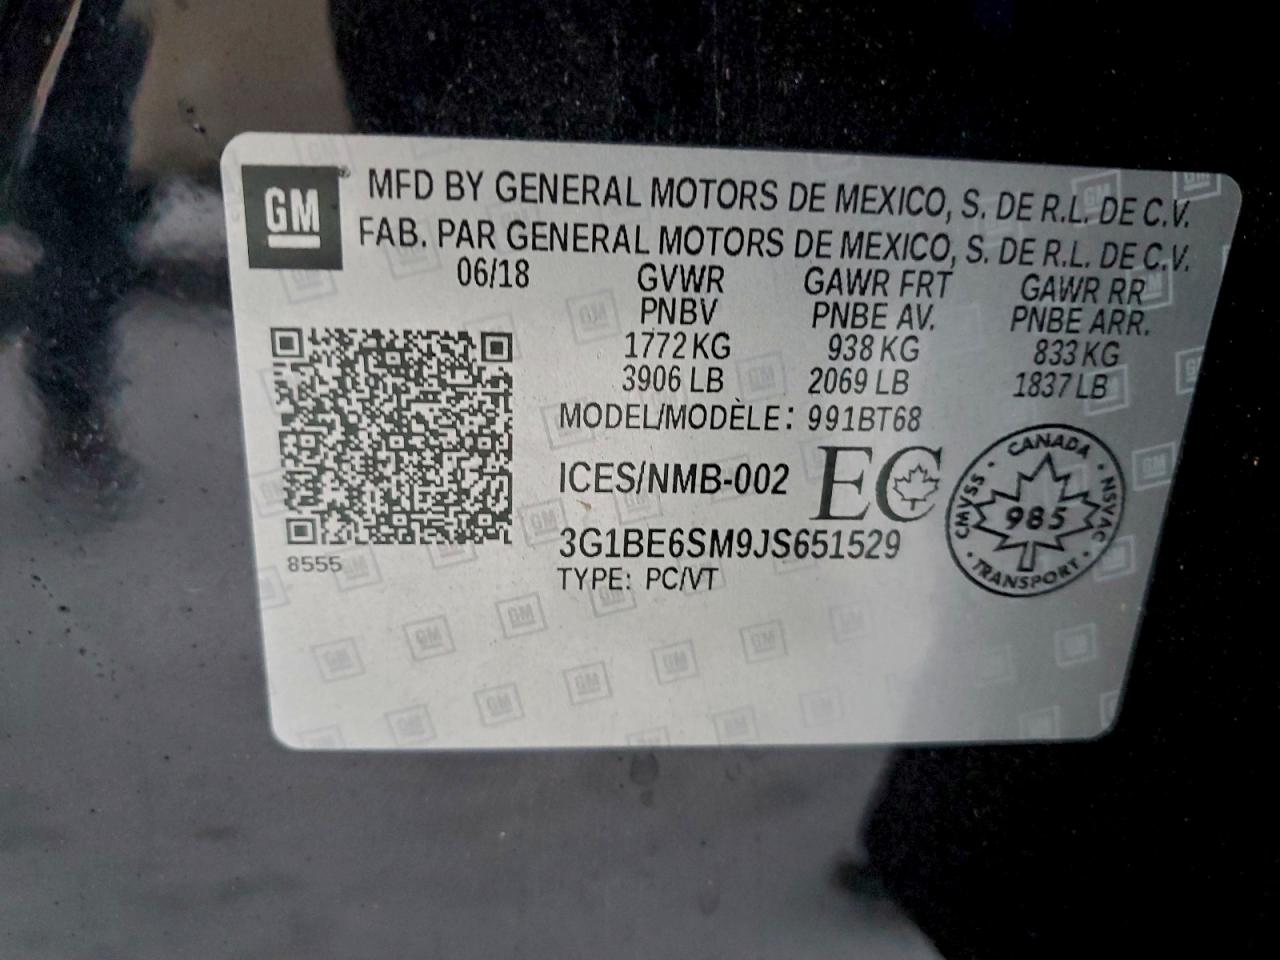 GM
MFD BY GENERAL MOTORS DE MEXICO, S. DE R.L. DE C.V.
FAB. PAR GENERAL MOTORS DE MEXICO, S. DE R.L. DE C.V.
06/18 GVWR GAWR FRT GAWR RR
PNBV PNBE AV. PNBE ARR.
1772 KG 938 KG 833 KG
3906 LB 2069 LB 1837 LB
MODEL/MODÈLE: 991BT68
ICES/NMB-002 EC
CANADA
CMVSS 985 NSVAC
TRANSPORT
3G1BE6SM9JS651529
8555
TYPE: PC/VT